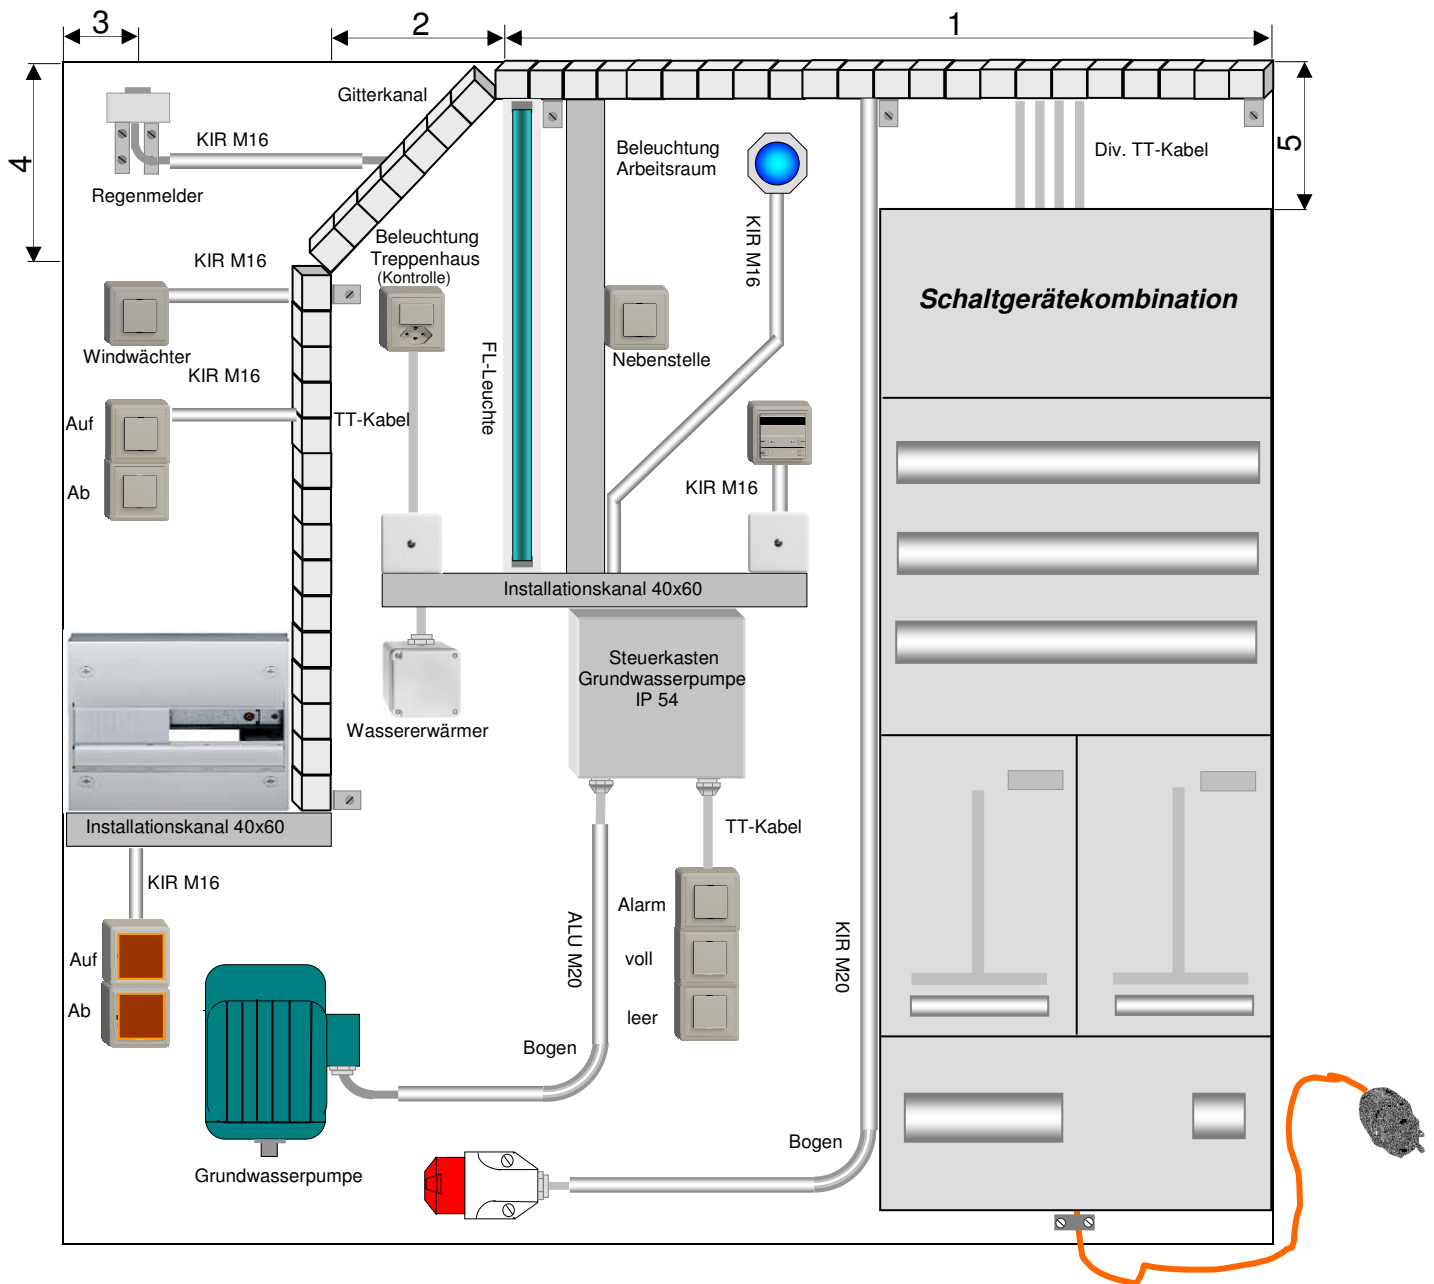 3
2
1
4
5
Gitterkanal
KIR M16
Regenmelder
Beleuchtung
Arbeitsraum
Div. TT-Kabel
KIR M16
Beleuchtung
Treppenhaus
(Kontrolle)
KIR M16
Schaltgerätekombination
Windwächter
FL-Leuchte
Nebenstelle
KIR M16
Auf
TT-Kabel
Ab
KIR M16
Installationskanal 40x60
Steuerkasten
Grundwasserpumpe
IP 54
Wassererwärmer
Installationskanal 40x60
TT-Kabel
KIR M16
Alarm
ALU M20
KIR M20
Auf
voll
Ab
leer
Bogen
Bogen
Grundwasserpumpe